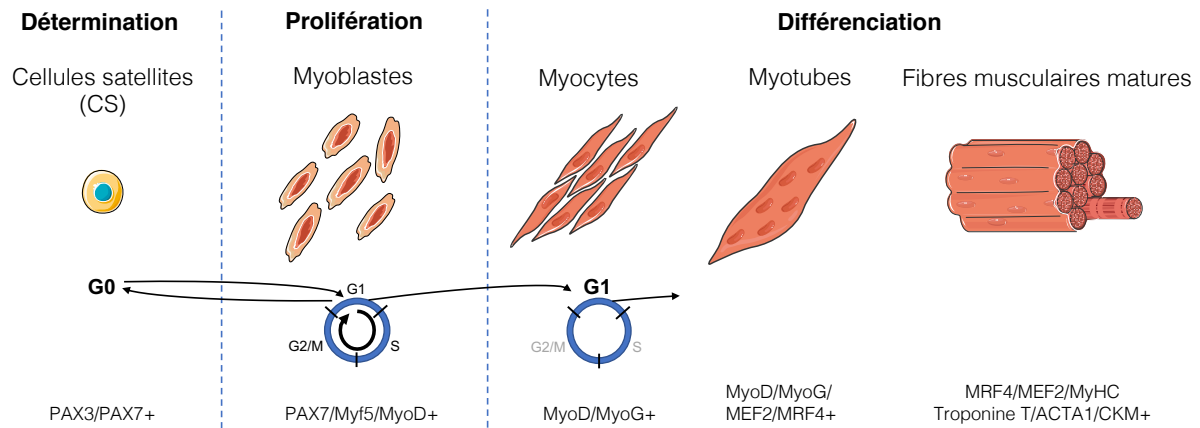 Détermination
Prolifération
Différenciation
Cellules satellites
(CS)
Myoblastes
Myocytes
Myotubes
Fibres musculaires matures
G0
G1
G2/M
S
G1
G2/M
S
PAX3/PAX7+
PAX7/Myf5/MyoD+
MyoD/MyoG+
MyoD/MyoG/
MEF2/MRF4+
MRF4/MEF2/MyHC
Troponine T/ACTA1/CKM+